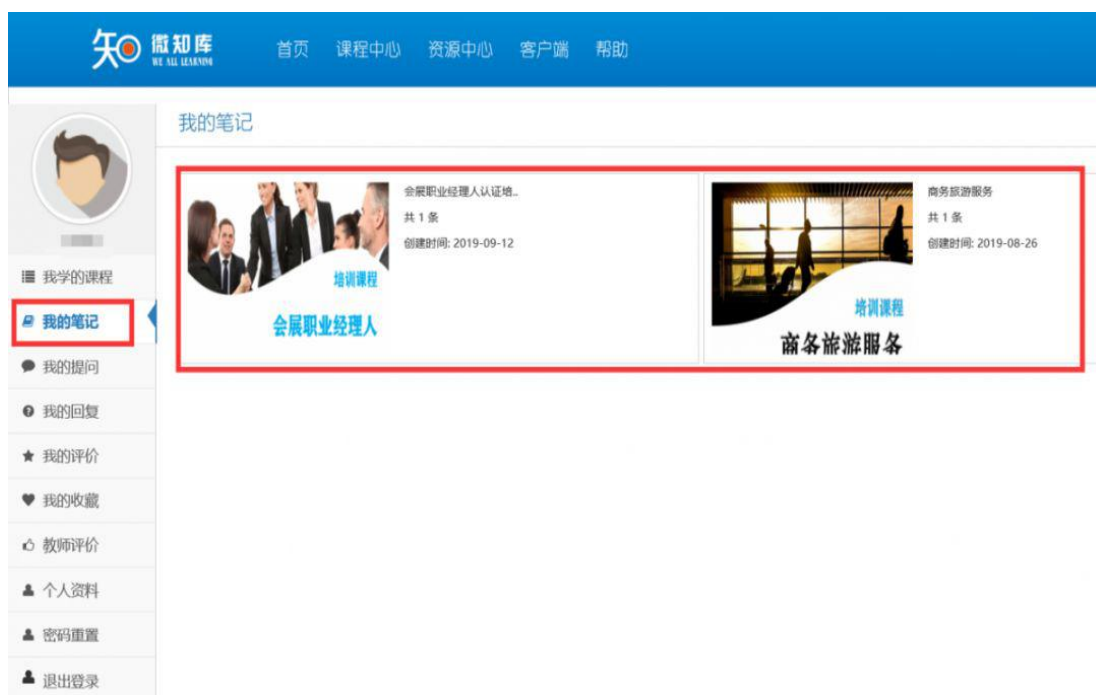 知 微知库
WE ALL LEARNING
首页 课程中心 资源中心 客户端 帮助
我的笔记
会展职业经理人认证培..
共 1 条
创建时间: 2019-09-12
培训课程
会展职业经理人
商务旅游服务
共 1 条
创建时间: 2019-08-26
培训课程
商务旅游服务
我学的课程
我的笔记
我的提问
我的回复
我的评价
我的收藏
教师评价
个人资料
密码重置
退出登录